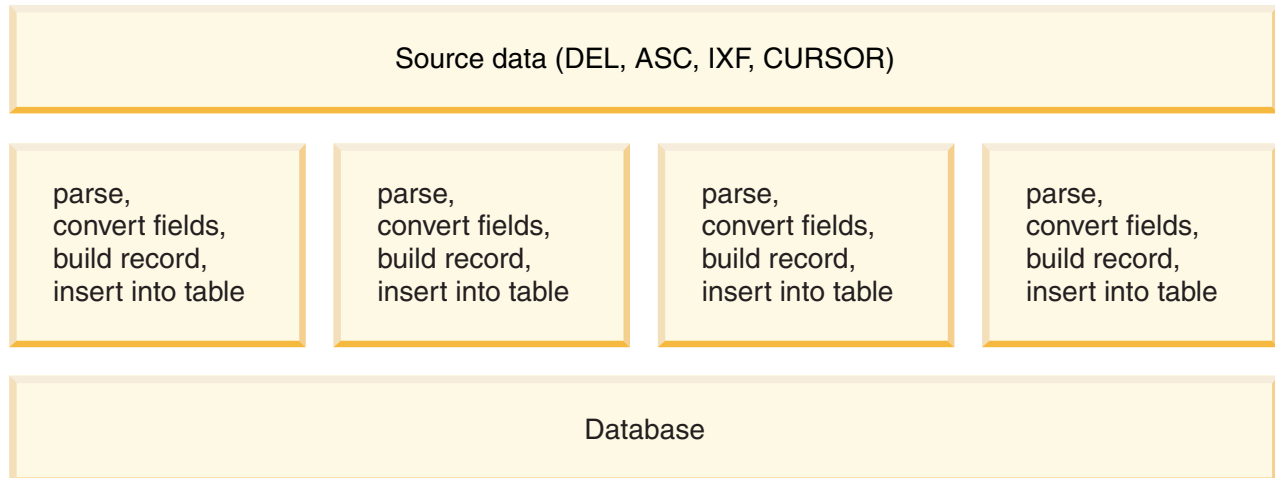 Source data (DEL, ASC, IXF, CURSOR)
parse,
convert fields,
build record,
insert into table
parse,
convert fields,
build record,
insert into table
parse,
convert fields,
build record,
insert into table
parse,
convert fields,
build record,
insert into table
Database